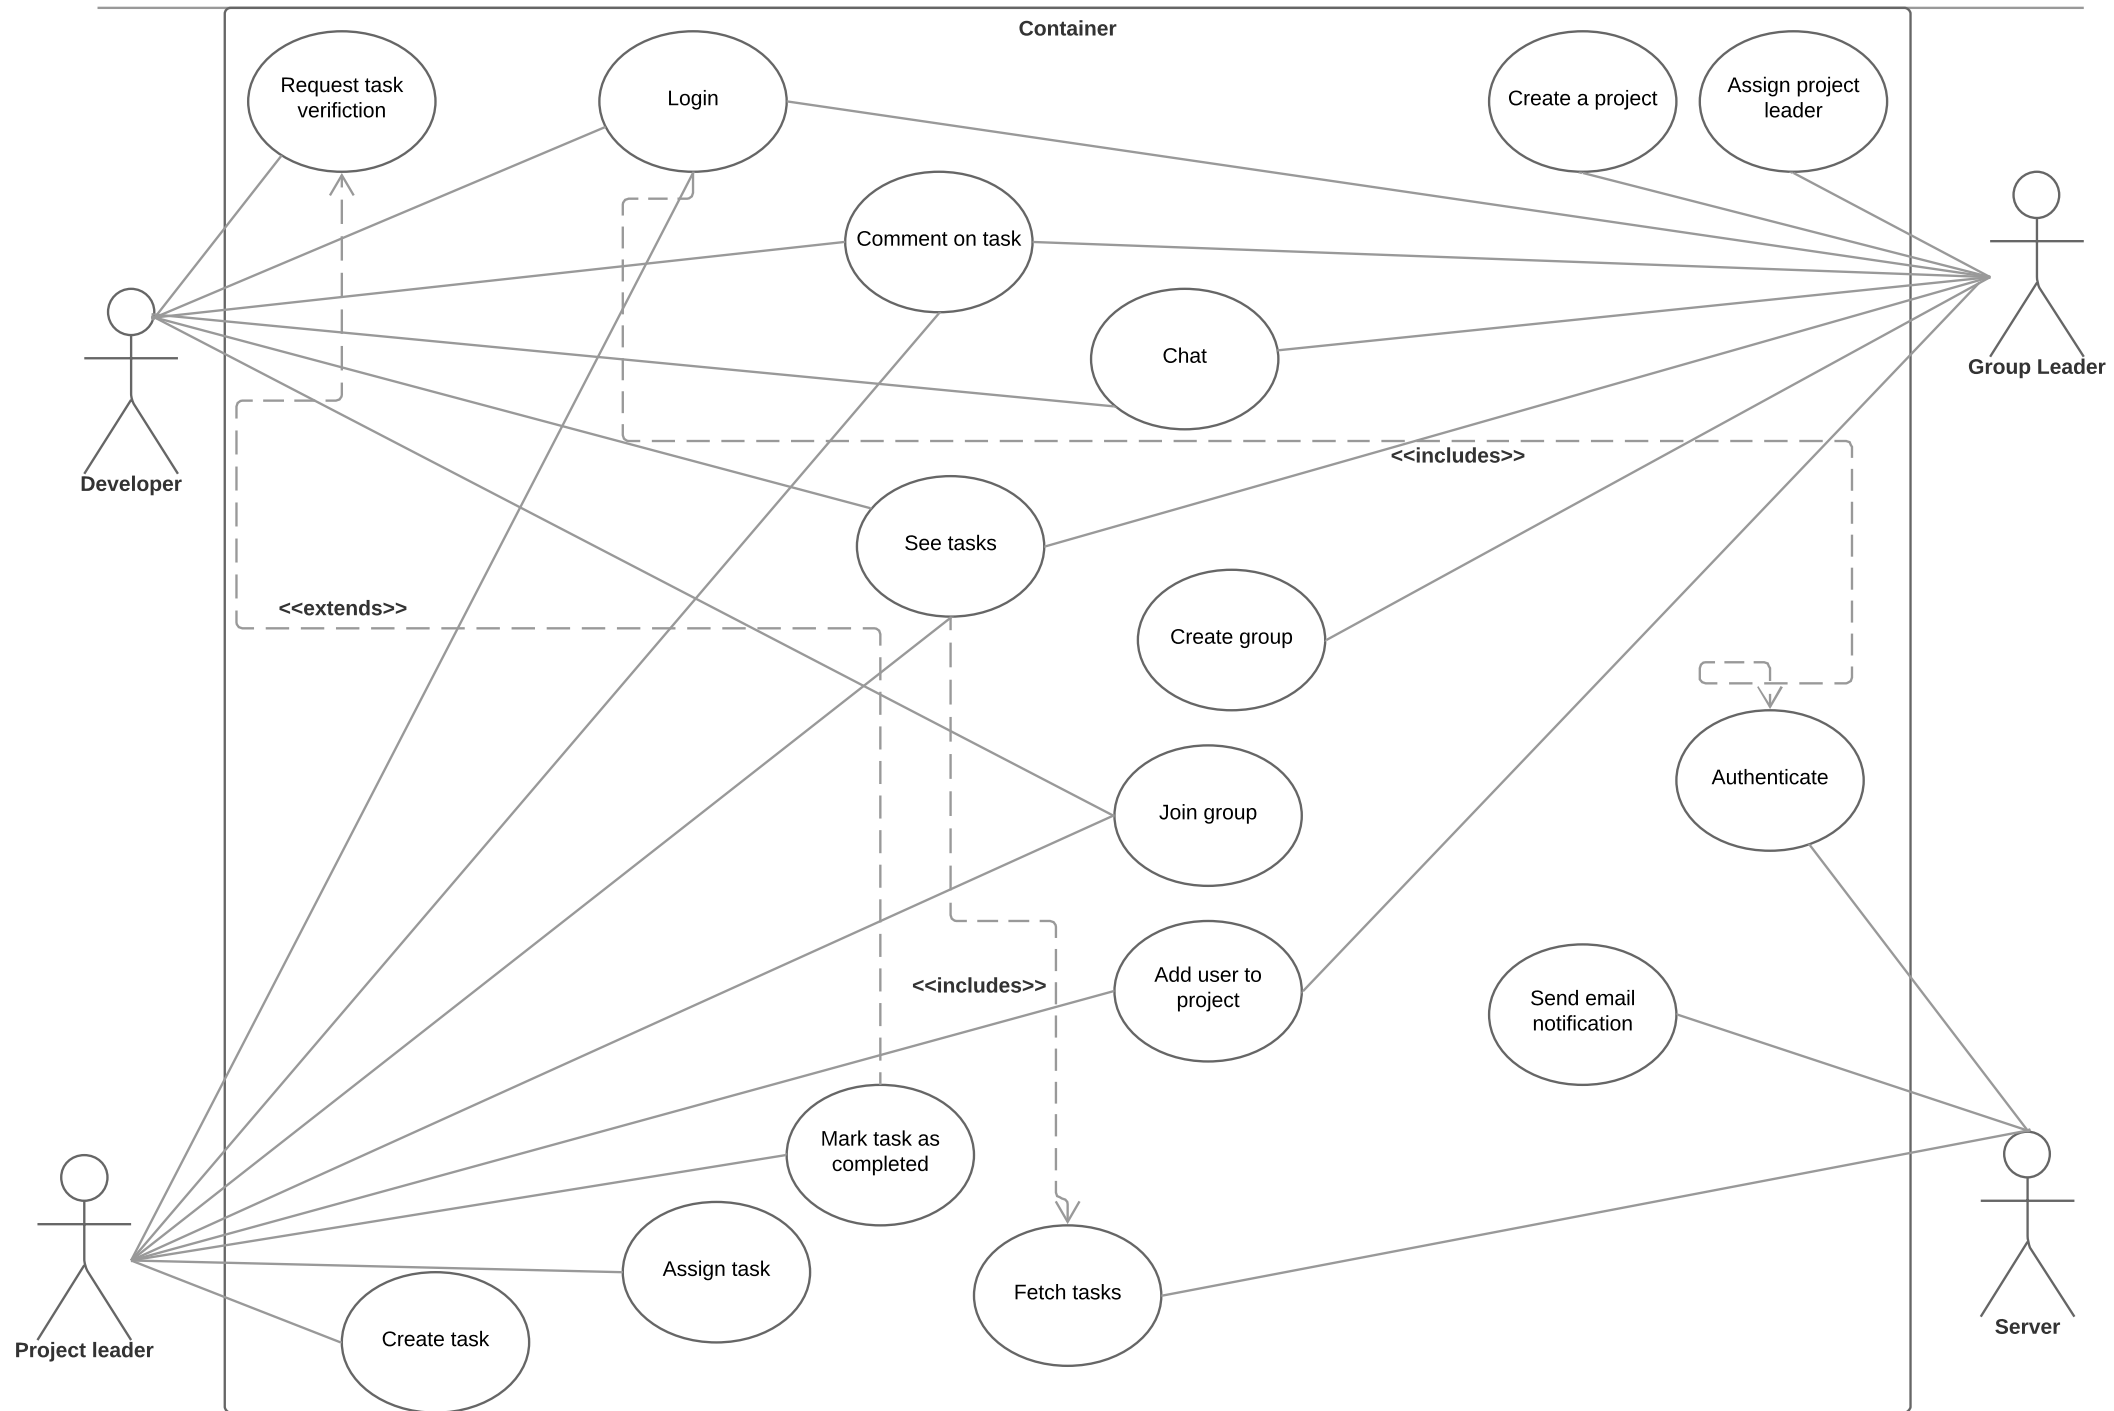 Container
Request task
verifiction
Login
Create a project
Assign project
leader
Comment on task
Chat
Group Leader
Developer
<<includes>>
See tasks
<<extends>>
Create group
Authenticate
Join group
Add user to
project
<<includes>>
Send email
notification
Mark task as
completed
Assign task
Fetch tasks
Server
Create task
Project leader